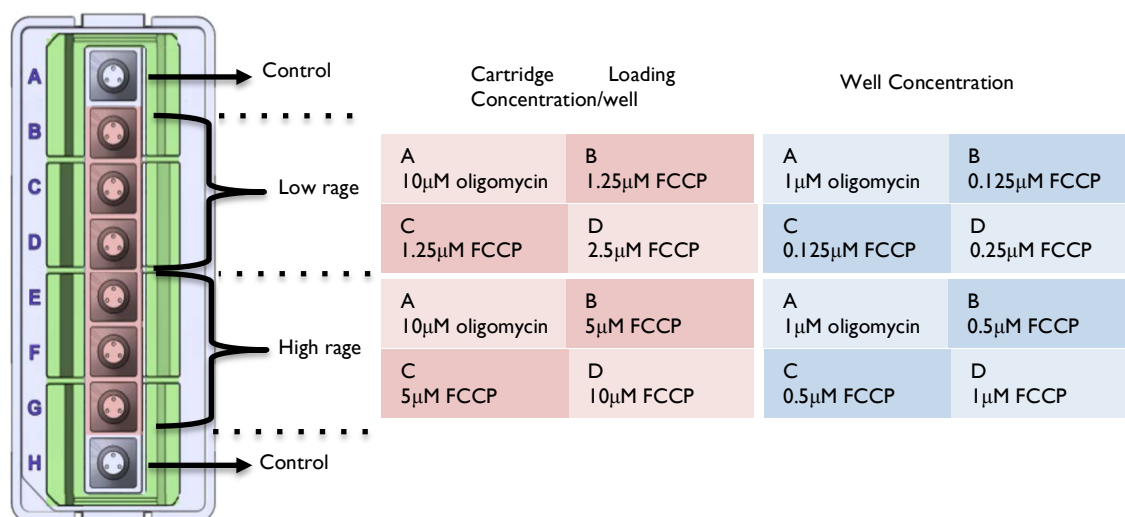 A
B
C
D
E
F
G
H
Control
Low rage
High rage
Control
Cartridge Loading
Concentration/well
A
10μM oligomycin
B
1.25μM FCCP
C
1.25μM FCCP
D
2.5μM FCCP
A
10μM oligomycin
B
5μM FCCP
C
5μM FCCP
D
10μM FCCP
Well Concentration
A
1μM oligomycin
B
0.125μM FCCP
C
0.125μM FCCP
D
0.25μM FCCP
A
1μM oligomycin
B
0.5μM FCCP
C
0.5μM FCCP
D
1μM FCCP